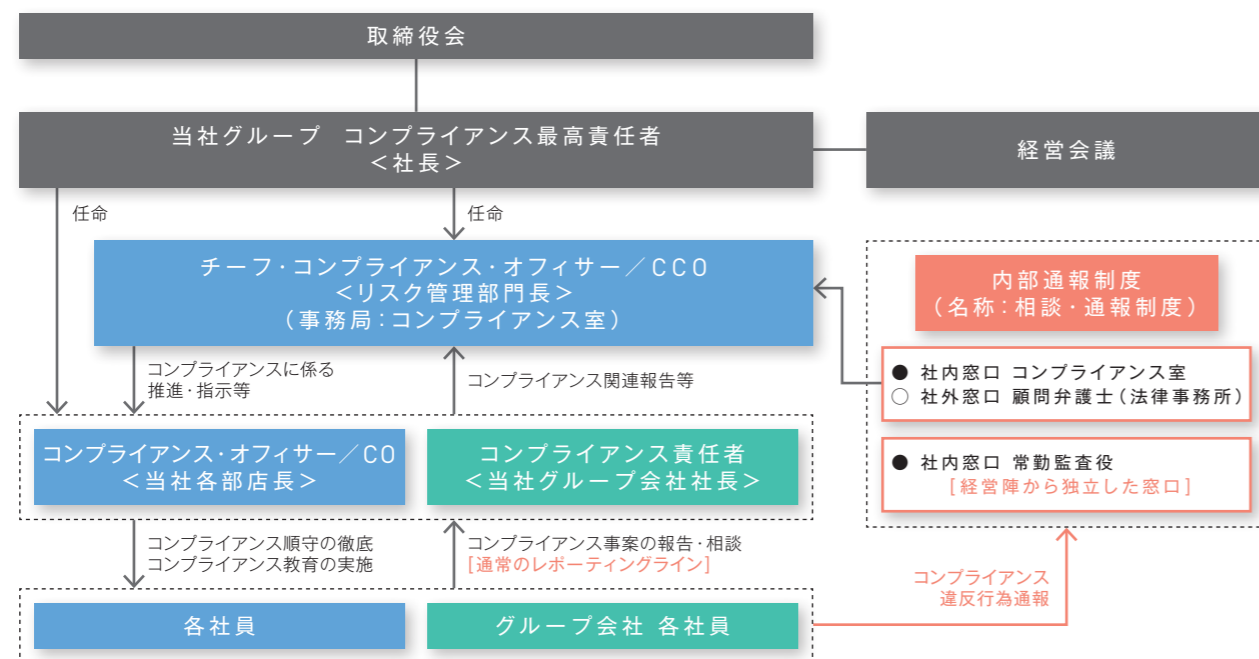 取締役会
当社グループ　コンプライアンス最高責任者
＜社長＞
経営会議
任命
任命
チーフ・コンプライアンス・オフィサー／CCO
＜リスク管理部門長＞
（事務局：コンプライアンス室）
内部通報制度
（名称：相談・通報制度）
● 社内窓口 コンプライアンス室
○ 社外窓口 顧問弁護士（法律事務所）
● 社内窓口 常勤監査役
[経営陣から独立した窓口]
コンプライアンスに係る
推進・指示等
コンプライアンス関連報告等
コンプライアンス・オフィサー／CO
＜当社各部店長＞
コンプライアンス責任者
＜当社グループ会社社長＞
コンプライアンス順守の徹底
コンプライアンス教育の実施
コンプライアンス事案の報告・相談
[通常のレポーティングライン]
コンプライアンス
違反行為通報
各社員
グループ会社 各社員